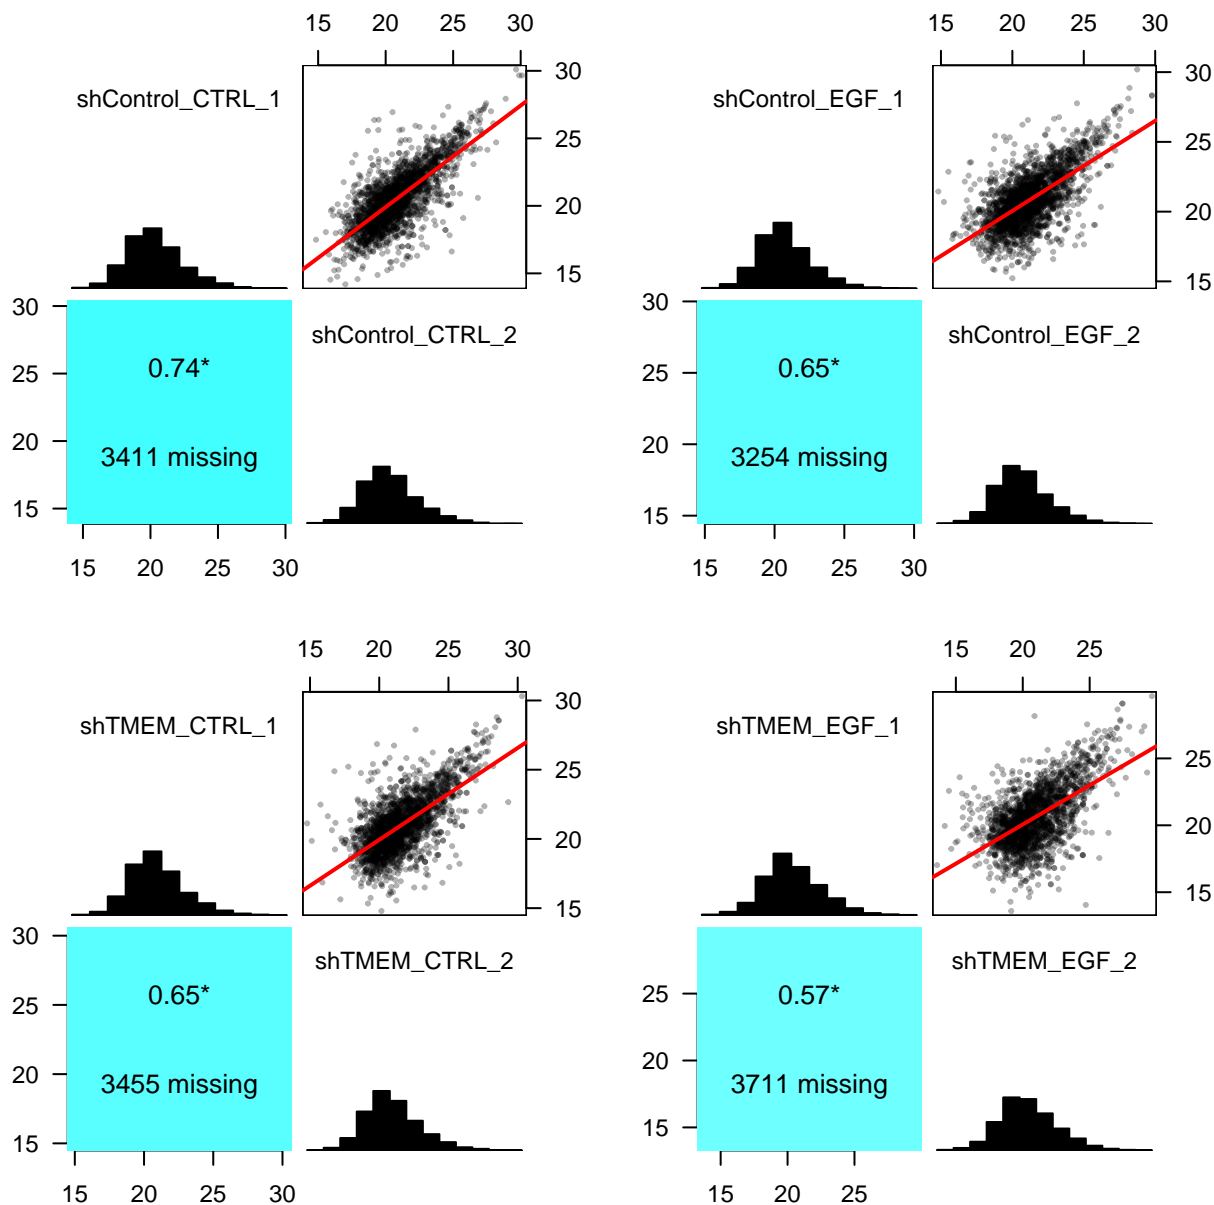 15 20 25 30 15 20 25 30
shControl_CTRL_1 30 shControl_EGF_1 30
25 25
20 20
15 15
30 shControl_CTRL_2 30 shControl_EGF_2
25 0.74* 25 0.65*
20 3411 missing 20 3254 missing
15 15
15 20 25 30 15 20 25 30
15 20 25 30 15 20 25
shTMEM_CTRL_1 30 shTMEM_EGF_1
25 25
20 20
15 15
30 shTMEM_CTRL_2 shTMEM_EGF_2
25 0.65* 25 0.57*
20 3455 missing 20 3711 missing
15 15
15 20 25 30 15 20 25